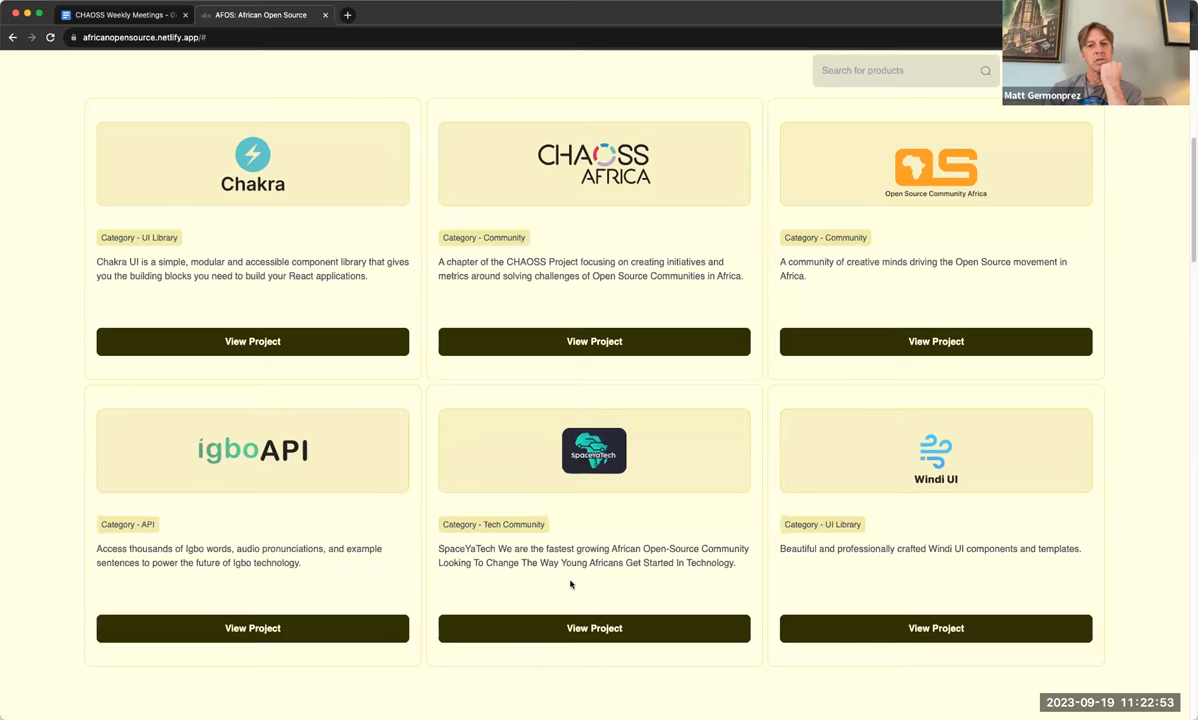 CHAOSS Weekly Meetings - G
AFOS: African Open Source
africanopensource.netlify.app/#
Search for products
Matt Germonprez
Chakra
CHAOSS
AFRICA
OS
Open Source Community Africa
Category - UI Library
Category - Community
Category - Community
Chakra UI is a simple, modular and accessible component library that gives
you the building blocks you need to build your React applications.
A chapter of the CHAOSS Project focusing on creating initiatives and
metrics around solving challenges of Open Source Communities in Africa.
A community of creative minds driving the Open Source movement in
Africa.
View Project
View Project
View Project
igboAPI
SpaceYaTech
Windi UI
Category - API
Category - Tech Community
Category - UI Library
Access thousands of Igbo words, audio pronunciations, and example
sentences to power the future of Igbo technology.
SpaceYaTech We are the fastest growing African Open-Source Community
Looking To Change The Way Young Africans Get Started In Technology.
Beautiful and professionally crafted Windi UI components and templates.
View Project
View Project
View Project
2023-09-19 11:22:53